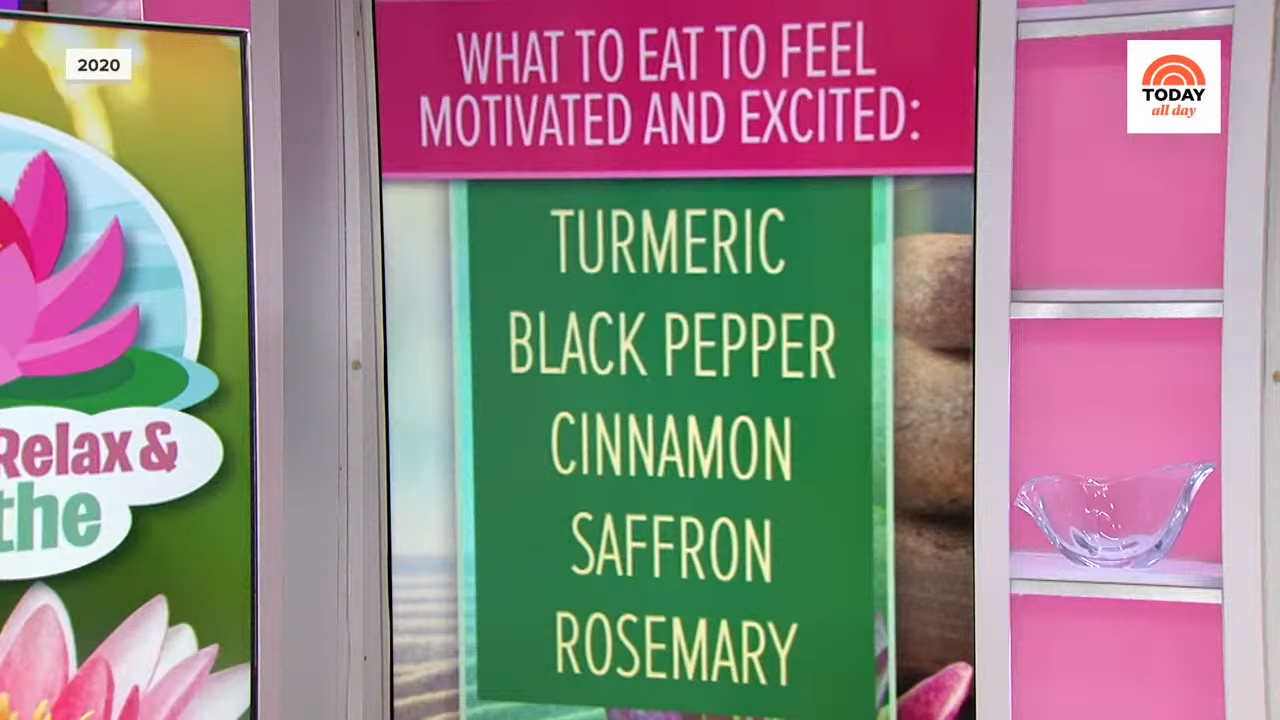 2020
WHAT TO EAT TO FEEL
MOTIVATED AND EXCITED:
TODAY
all day
TURMERIC
BLACK PEPPER
CINNAMON
SAFFRON
ROSEMARY
Relax &
the